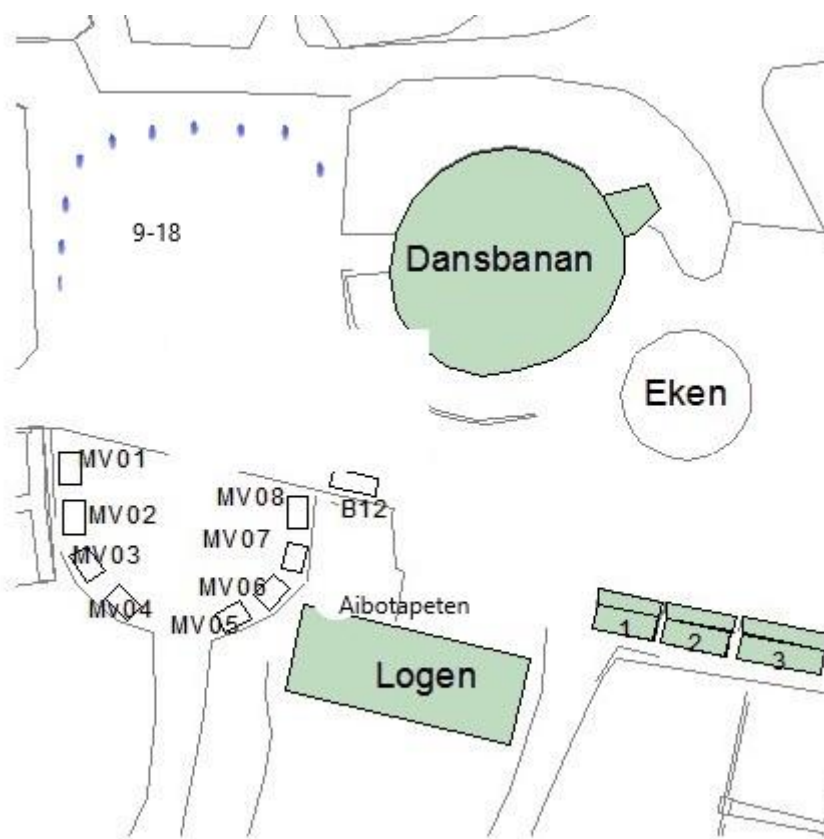 9-18
Dansbanan
Eken
MV01
MV02
MV03
MV04
MV05
MV06
MV07
MV08
B12
Aibotapeten
Logen
1
2
3